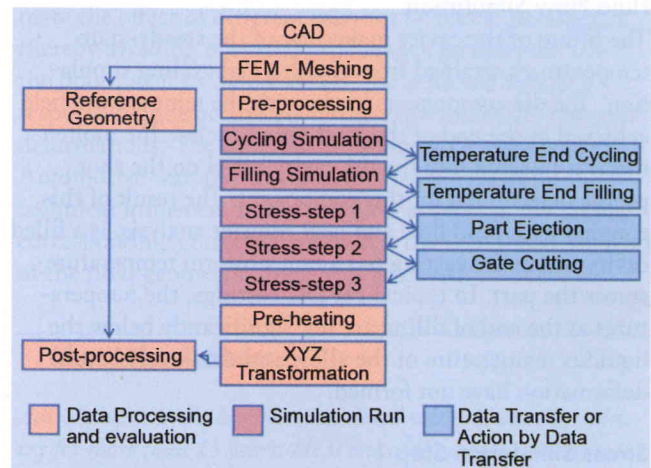 CAD
FEM - Meshing
Reference
Geometry
Pre-processing
Cycling Simulation
Temperature End Cycling
Filling Simulation
Temperature End Filling
Stress-step 1
Part Ejection
Stress-step 2
Gate Cutting
Stress-step 3
Pre-heating
Post-processing
XYZ
Transformation
Data Processing
and evaluation
Simulation Run
Data Transfer or
Action by Data
Transfer